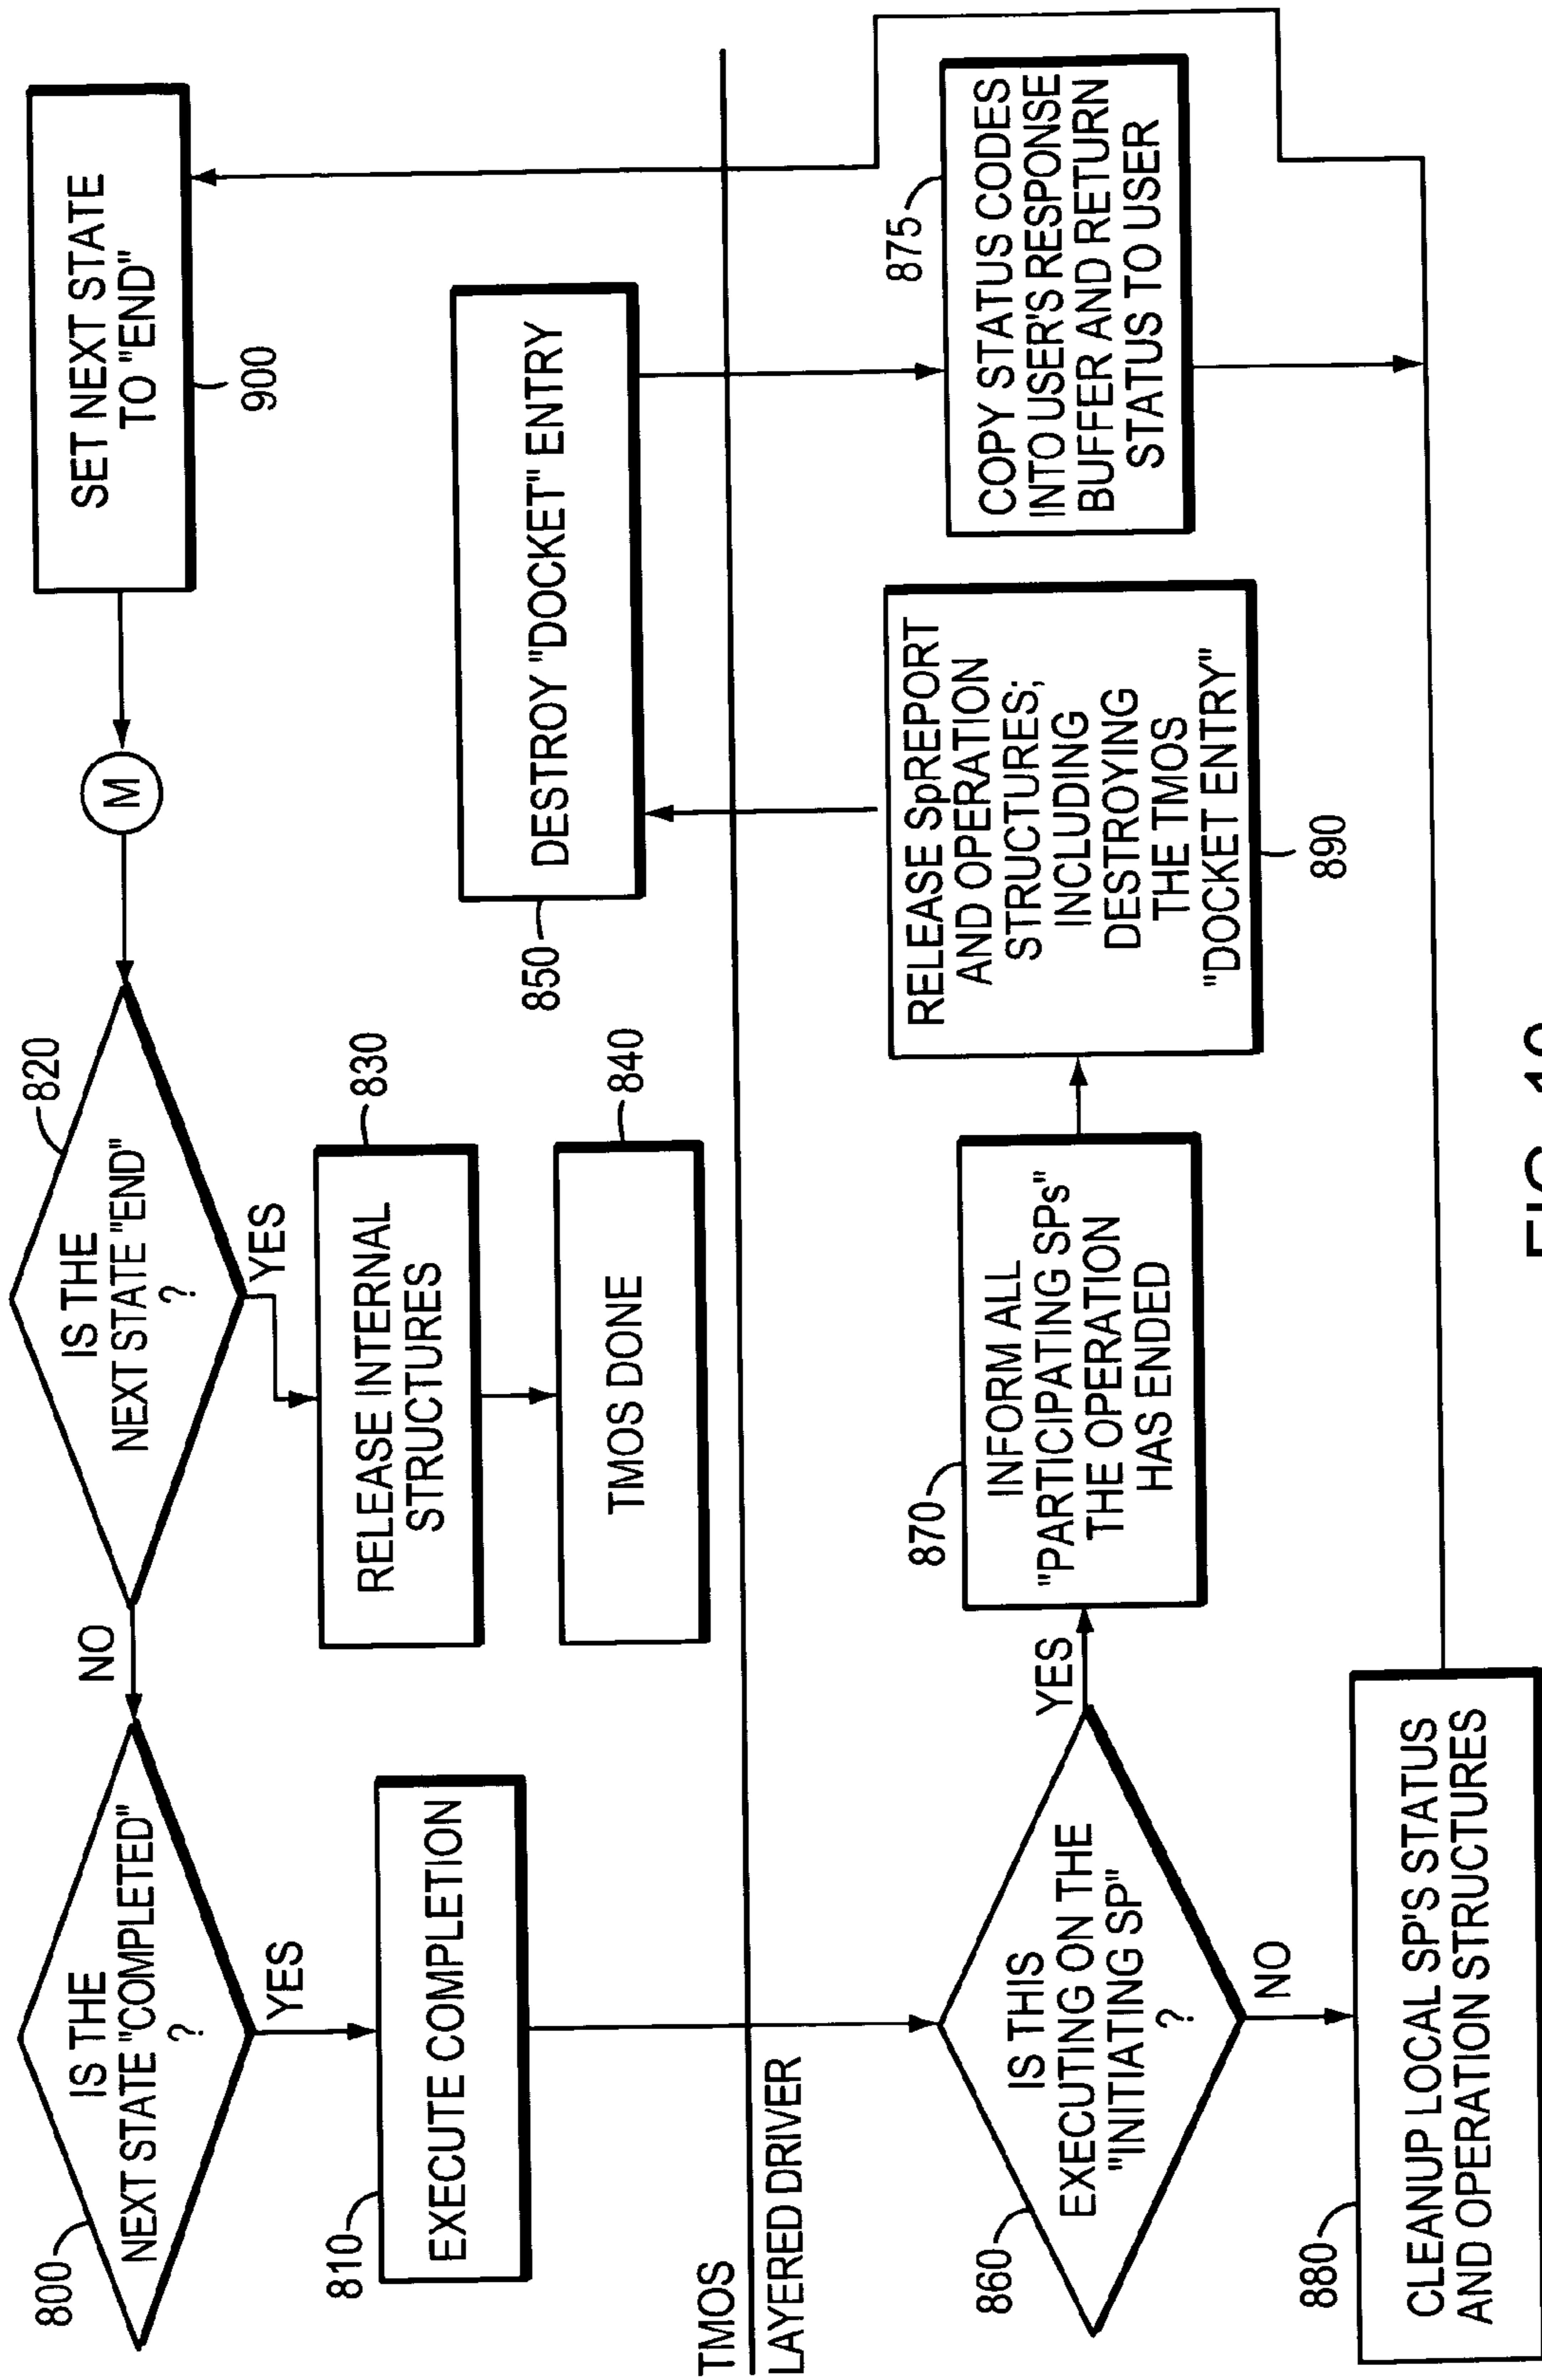 800
IS THE
NEXT STATE "COMPLETED"
?
YES
NO
820
IS THE
NEXT STATE "END"
?
YES
M
SET NEXT STATE
TO "END"
900
810
EXECUTE COMPLETION
RELEASE INTERNAL
STRUCTURES
830
TMOS DONE
840
850
DESTROY "DOCKET" ENTRY
TMOS
LAYERED DRIVER
860
IS THIS
EXECUTING ON THE
"INITIATING SP"
?
YES
NO
870
INFORM ALL
"PARTICIPATING SPs"
THE OPERATION
HAS ENDED
RELEASE SpREPORT
AND OPERATION
STRUCTURES;
INCLUDING
DESTROYING
THE TMOS
"DOCKET ENTRY"
890
875
COPY STATUS CODES
INTO USER'S RESPONSE
BUFFER AND RETURN
STATUS TO USER
880
CLEANUP LOCAL SP'S STATUS
AND OPERATION STRUCTURES